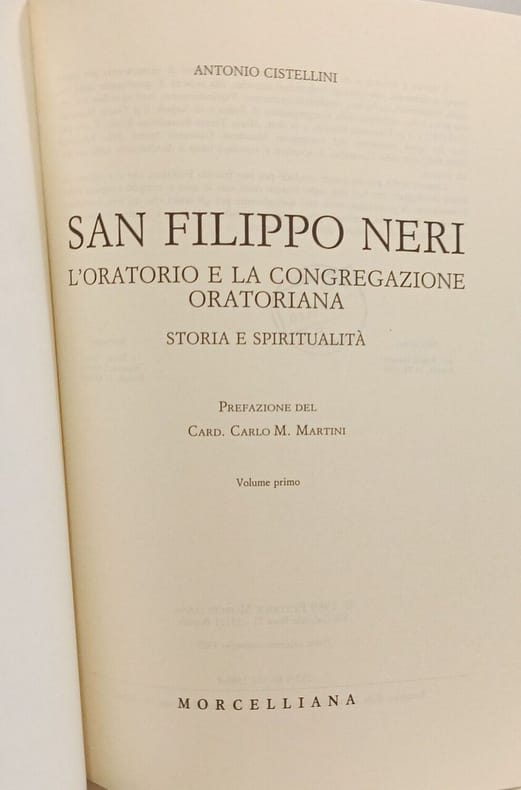 ANTONIO CISTELLINI
SAN FILIPPO NERI
L'ORATORIO E LA CONGREGAZIONE
ORATORIANA
STORIA E SPIRITUALITÀ
PREFAZIONE DEL
CARD. CARLO M. MARTINI
Volume primo
MORCELLIANA